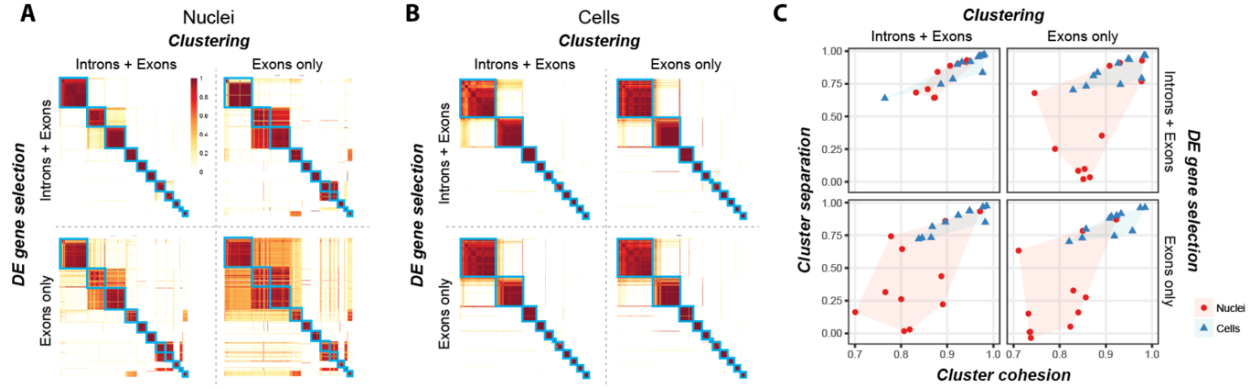 A
Nuclei
Clustering
Introns + Exons
Exons only
DE gene selection
Introns + Exons
Exons only
1
0.8
0.6
0.4
0.2
0
B
Cells
Clustering
Introns + Exons
Exons only
DE gene selection
Introns + Exons
Exons only
C
Clustering
Introns + Exons
Exons only
Cluster separation
1.00
0.75
0.50
0.25
0.00
1.00
0.75
0.50
0.25
0.00
Introns + Exons
Exons only
DE gene selection
0.7
0.8
0.9
1.0
0.7
0.8
0.9
1.0
Cluster cohesion
Nuclei
Cells